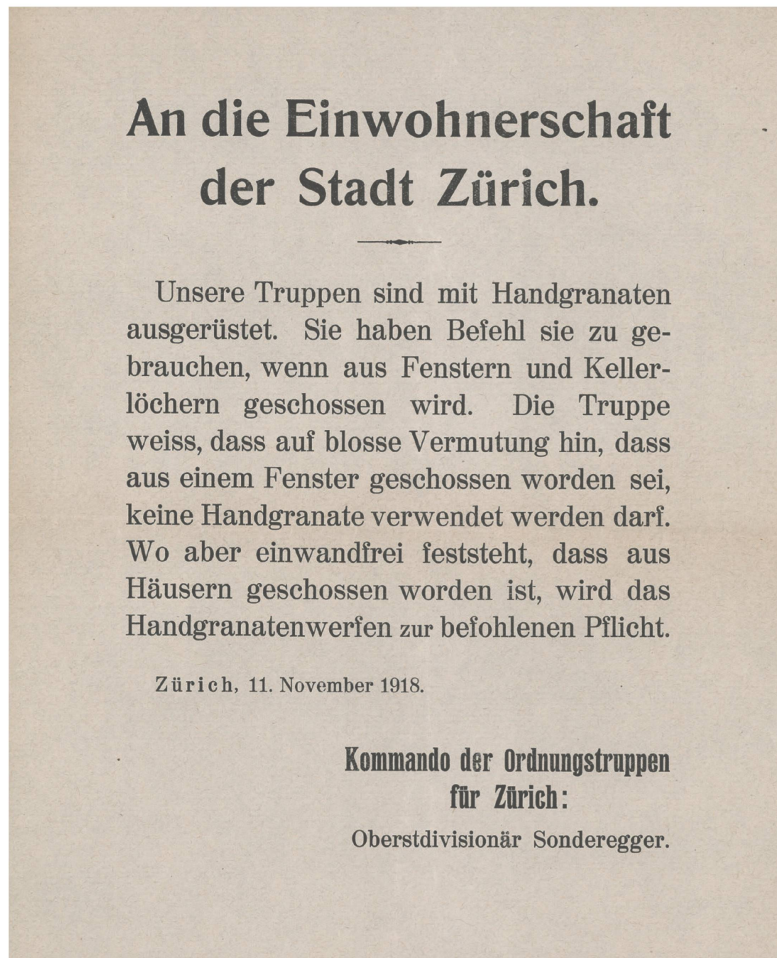 An die Einwohnerschaft
der Stadt Zürich.
Unsere Truppen sind mit Handgranaten
ausgerüstet. Sie haben Befehl sie zu ge-
brauchen, wenn aus Fenstern und Keller-
löchern geschossen wird. Die Truppe
weiss, dass auf blosse Vermutung hin, dass
aus einem Fenster geschossen worden sei,
keine Handgranate verwendet werden darf.
Wo aber einwandfrei feststeht, dass aus
Häusern geschossen worden ist, wird das
Handgranatenwerfen zur befohlenen Pflicht.
Zürich, 11. November 1918.
Kommando der Ordnungstruppen
für Zürich:
Oberstdivisionär Sonderegger.